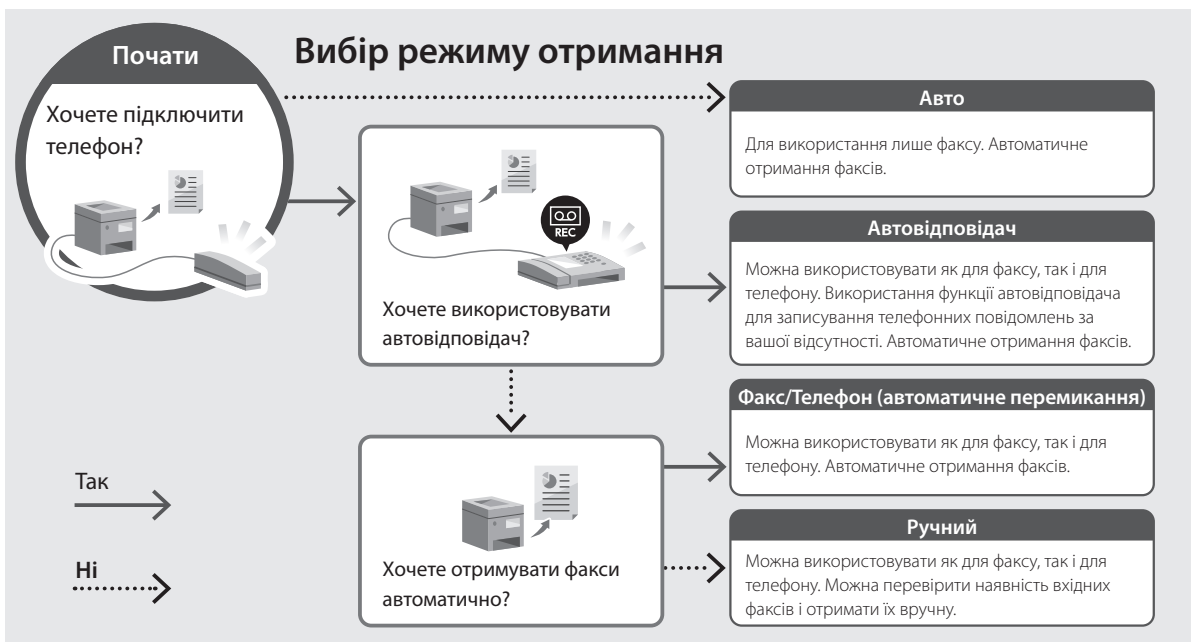 Почати
Вибір режиму отримання
Хочете підключити
телефон?
Авто
Для використання лише факсу. Автоматичне
отримання факсів.
REC
Хочете використовувати
автовідповідач?
Автовідповідач
Можна використовувати як для факсу, так і для
телефону. Використання функції автовідповідача
для записування телефонних повідомлень за
вашої відсутності. Автоматичне отримання факсів.
Факс/Телефон (автоматичне перемикання)
Можна використовувати як для факсу, так і для
телефону. Автоматичне отримання факсів.
Так
Ні
Хочете отримувати факси
автоматично?
Ручний
Можна використовувати як для факсу, так і для
телефону. Можна перевірити наявність вхідних
факсів і отримати їх вручну.